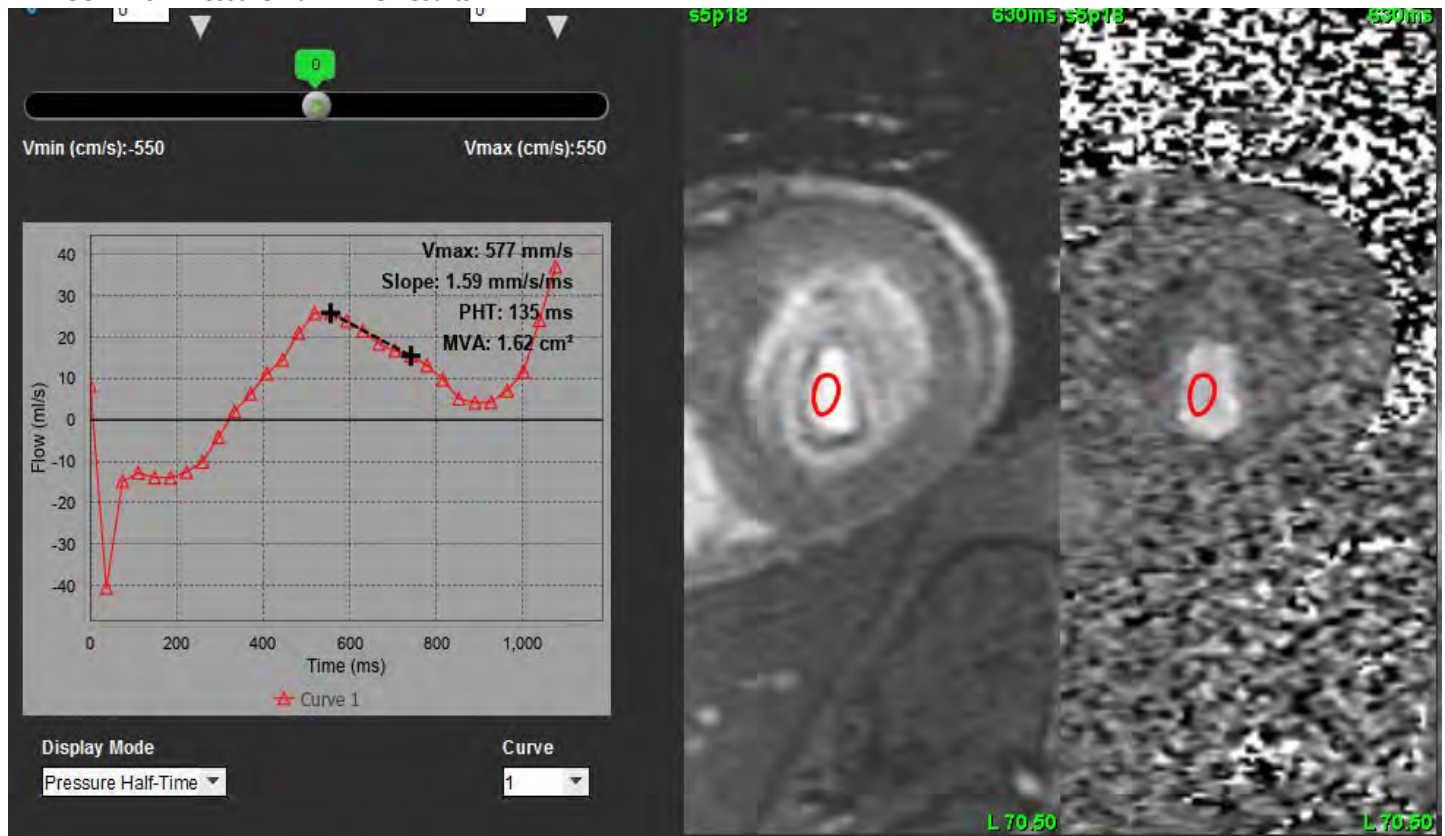 0
0
s5p18
630ms
s5p18
630ms
0
Vmin (cm/s):-550
Vmax (cm/s):550
Vmax: 577 mm/s
Slope: 1.59 mm/s/ms
PHT: 135 ms
MVA: 1.62 cm²
40
30
20
10
0
-10
-20
-30
-40
Flow (ml/s)
0
200
400
600
800
1,000
Time (ms)
Curve 1
Display Mode
Curve
Pressure Half-Time
1
L 70.50
L 70.50